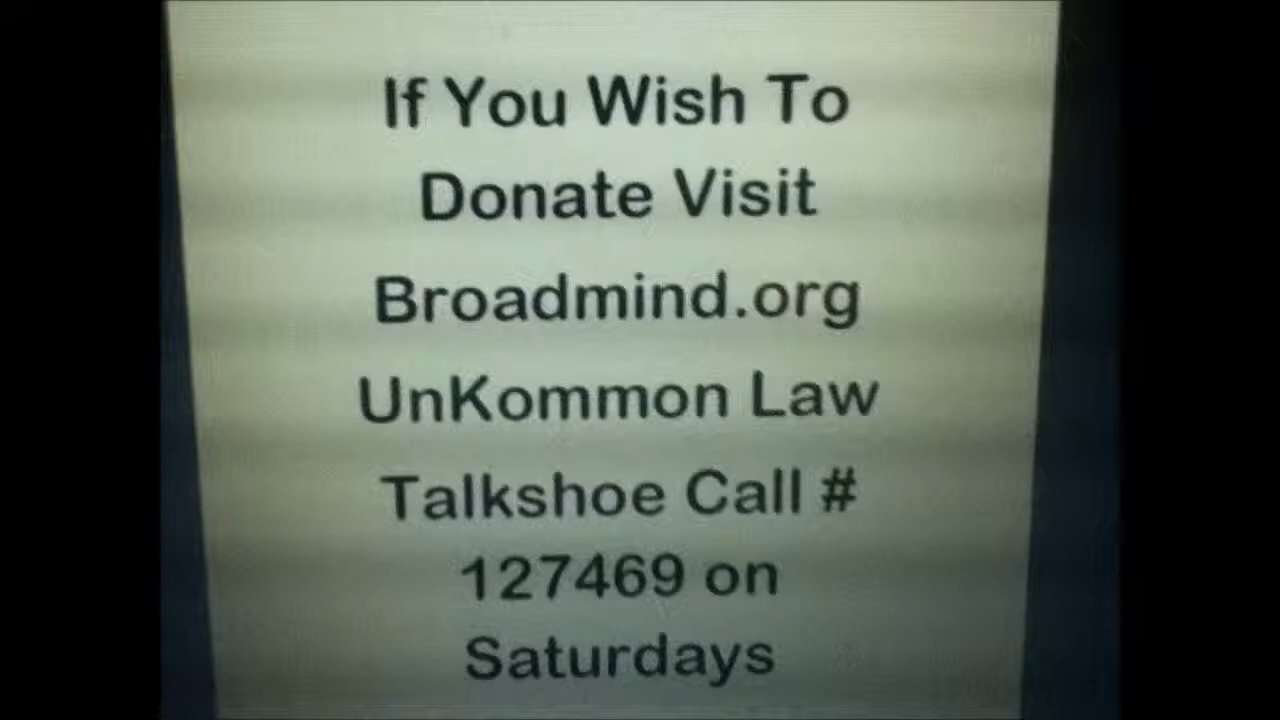 If You Wish To
Donate Visit
Broadmind.org
UnKommon Law
Talkshoe Call #
127469 on
Saturdays